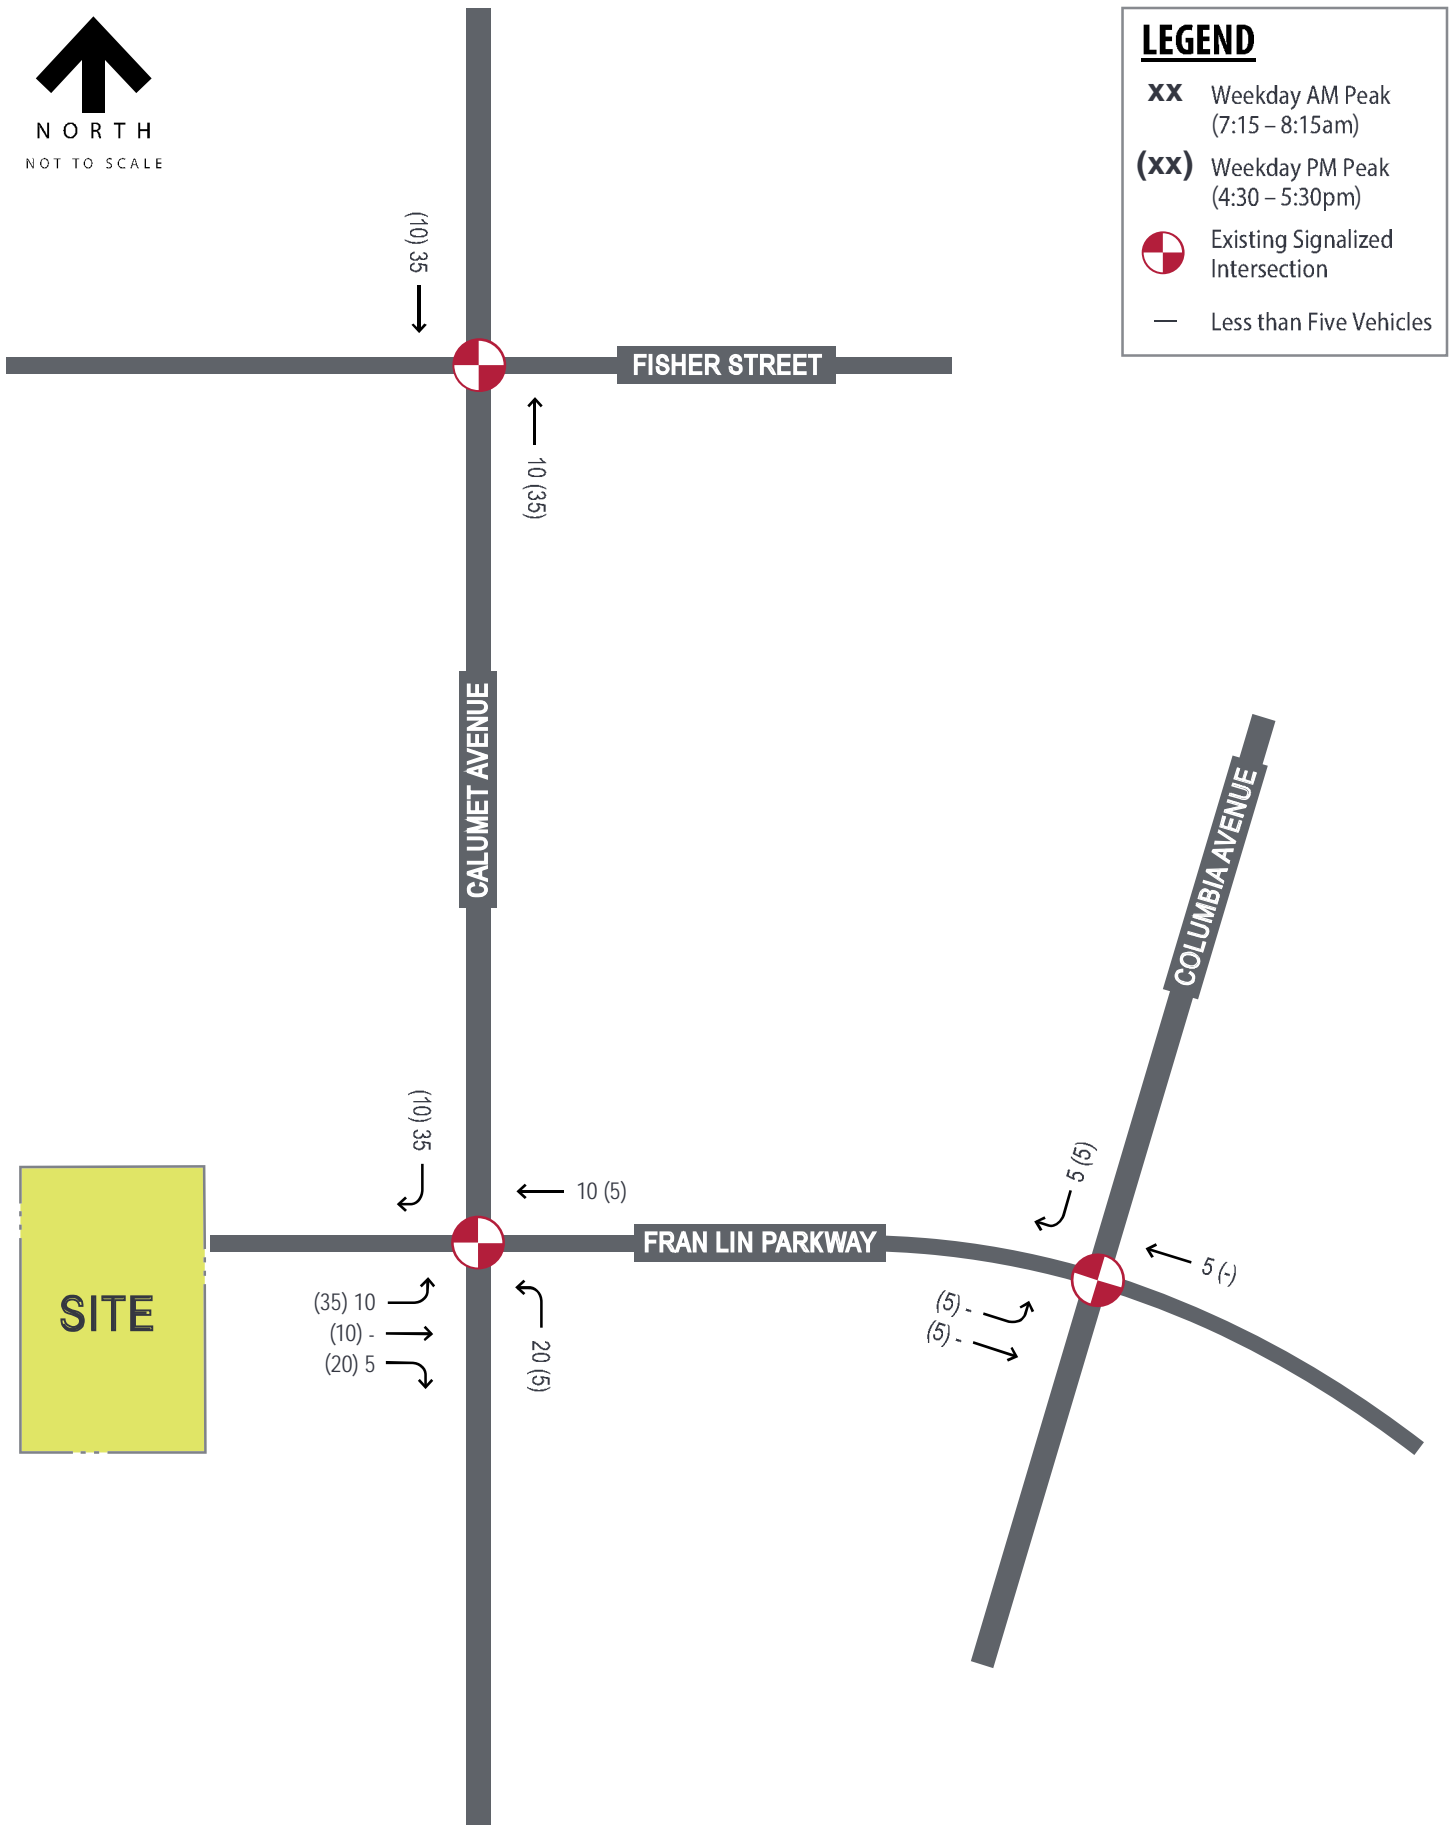 NORTH
NOT TO SCALE
LEGEND
xx Weekday AM Peak
(7:15 – 8:15am)
(xx) Weekday PM Peak
(4:30 – 5:30pm)
Existing Signalized
Intersection
— Less than Five Vehicles
(10) 35
FISHER STREET
10 (35)
CALUMET AVENUE
COLUMBIA AVENUE
(10) 35
10 (5)
FRAN LIN PARKWAY
5 (5)
5 (-)
SITE
(35) 10
(10) -
(20) 5
20 (5)
(5) -
(5) -